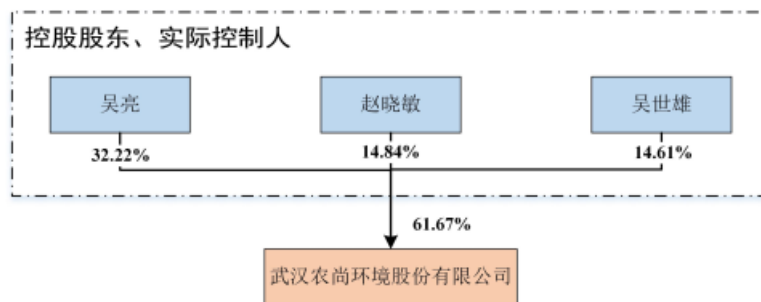 控股股东、实际控制人
吴亮
赵晓敏
吴世雄
32.22%
14.84%
14.61%
61.67%
武汉农尚环境股份有限公司